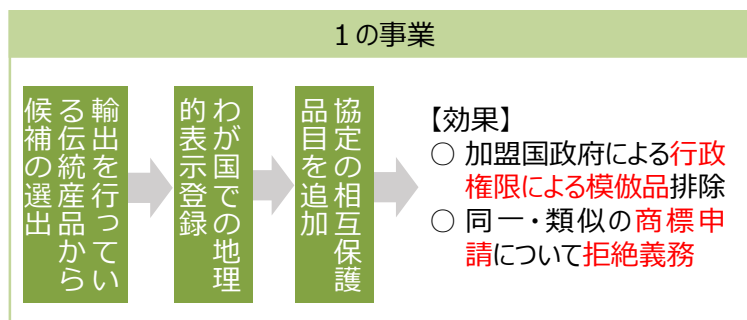 １の事業
輸出を行ってい
る伝統産品から
候補の選出
わが国での地理
的表示登録
協定の相互保護
品目を追加
【効果】
○ 加盟国政府による行政
権限による模倣品排除
○ 同一・類似の商標申
請について拒絶義務